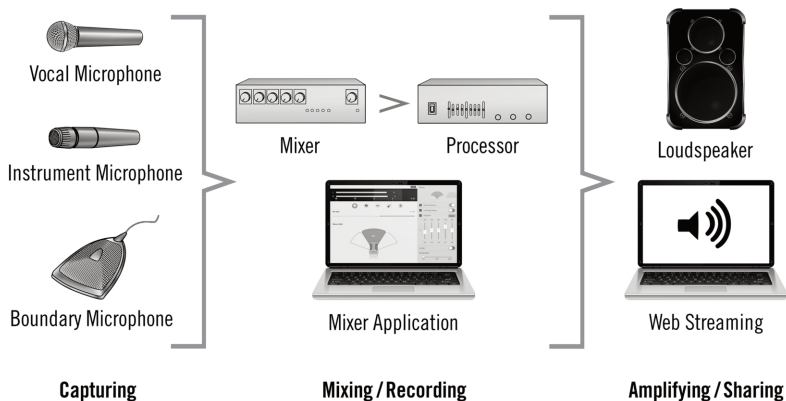 Vocal Microphone
Instrument Microphone
Boundary Microphone
Mixer
>
Processor
Mixer Application
Loudspeaker
Web Streaming
Capturing
Mixing / Recording
Amplifying / Sharing